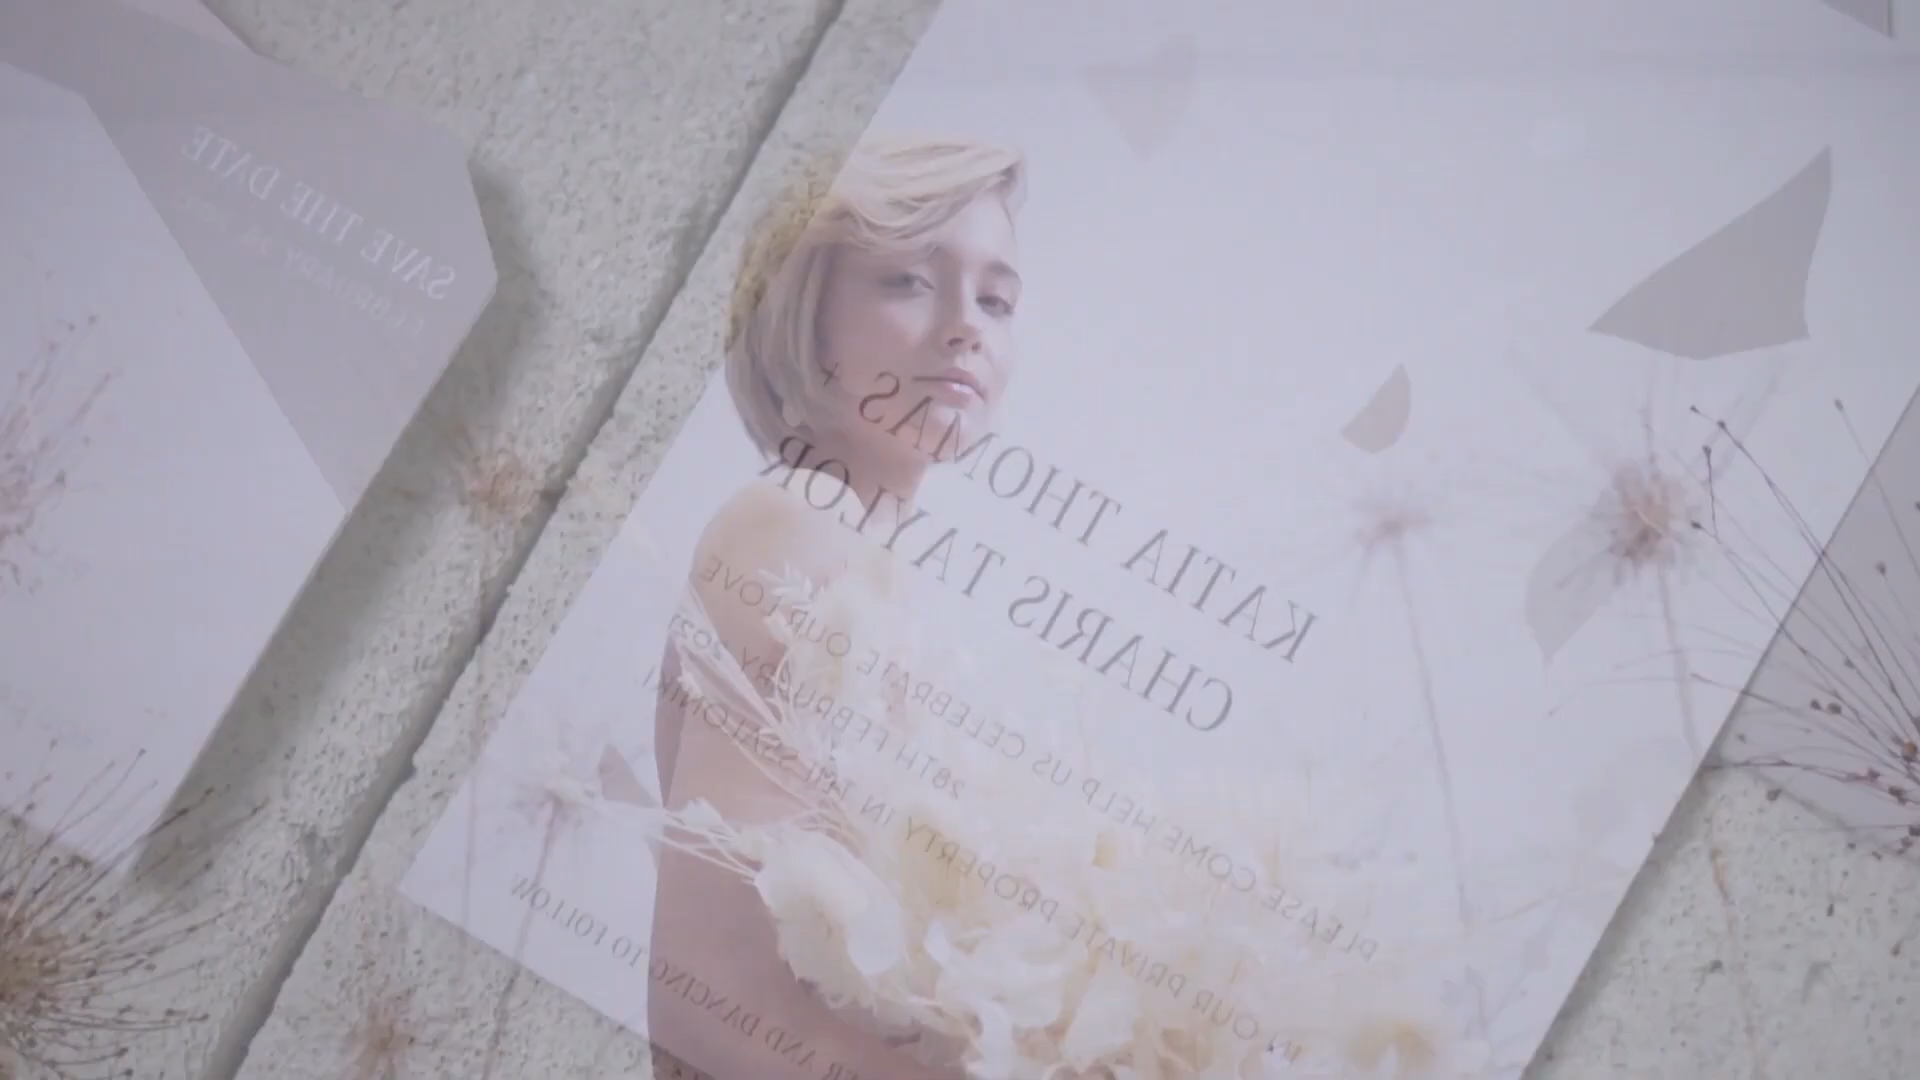 SAVE THE DATE
KATIA THOMAS +
CHARIS TAYLOR
PLEASE COME HELP US CELEBRATE OUR LOVE
28TH FEBRUARY
IN OUR PRIVATE PROPERTY IN THESSALONIKI
AND DANCING TO FOLLOW